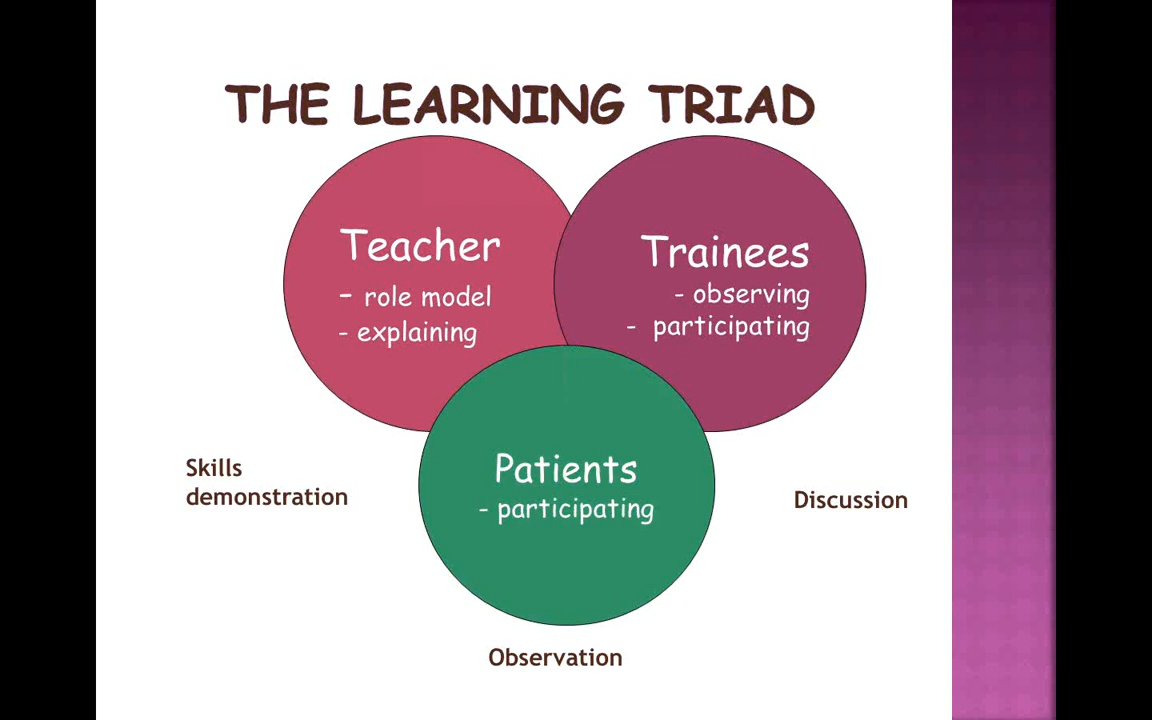 THE LEARNING TRIAD
Teacher
- role model
- explaining
Trainees
- observing
- participating
Patients
- participating
Skills
demonstration
Discussion
Observation